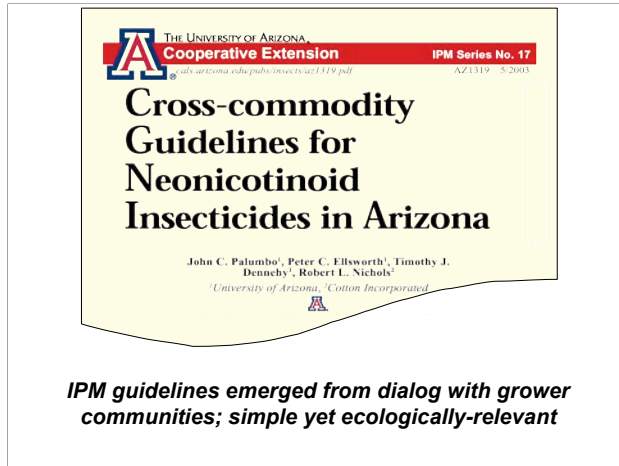 THE UNIVERSITY OF ARIZONA.
Cooperative Extension IPM Series No. 17
cals.arizona.edu/pubs/insects/az1319.pdf AZ1319 – 5/2003
Cross-commodity
Guidelines for
Neonicotinoid
Insecticides in Arizona
John C. Palumbo¹, Peter C. Ellsworth¹, Timothy J.
Dennehy¹, Robert L. Nichols²
¹University of Arizona, ²Cotton Incorporated
IPM guidelines emerged from dialog with grower
communities; simple yet ecologically-relevant